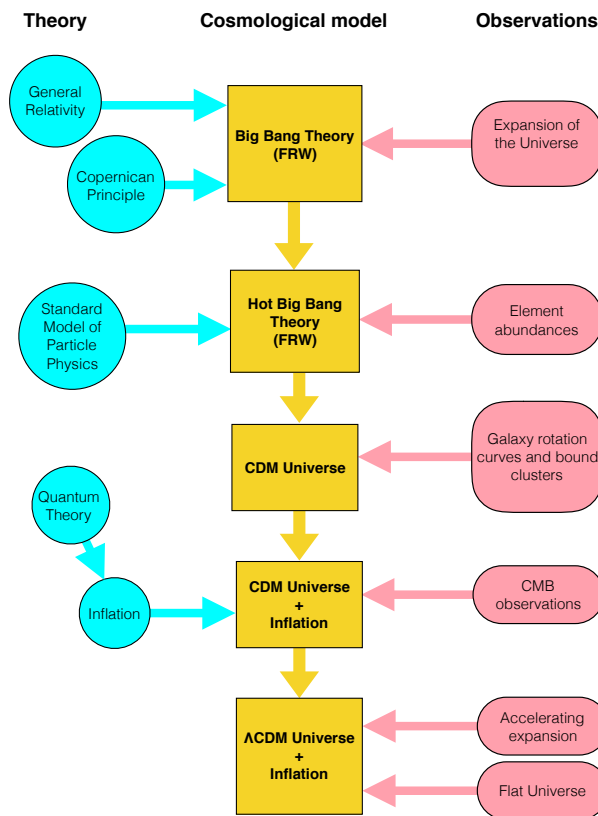 Theory
Cosmological model
Observations
General
Relativity
Copernican
Principle
Big Bang Theory
(FRW)
Expansion of
the Universe
Standard
Model of
Particle
Physics
Hot Big Bang
Theory
(FRW)
Element
abundances
CDM Universe
Galaxy rotation
curves and bound
clusters
Quantum
Theory
Inflation
CDM Universe
+
Inflation
CMB
observations
ΛCDM Universe
+
Inflation
Accelerating
expansion
Flat Universe